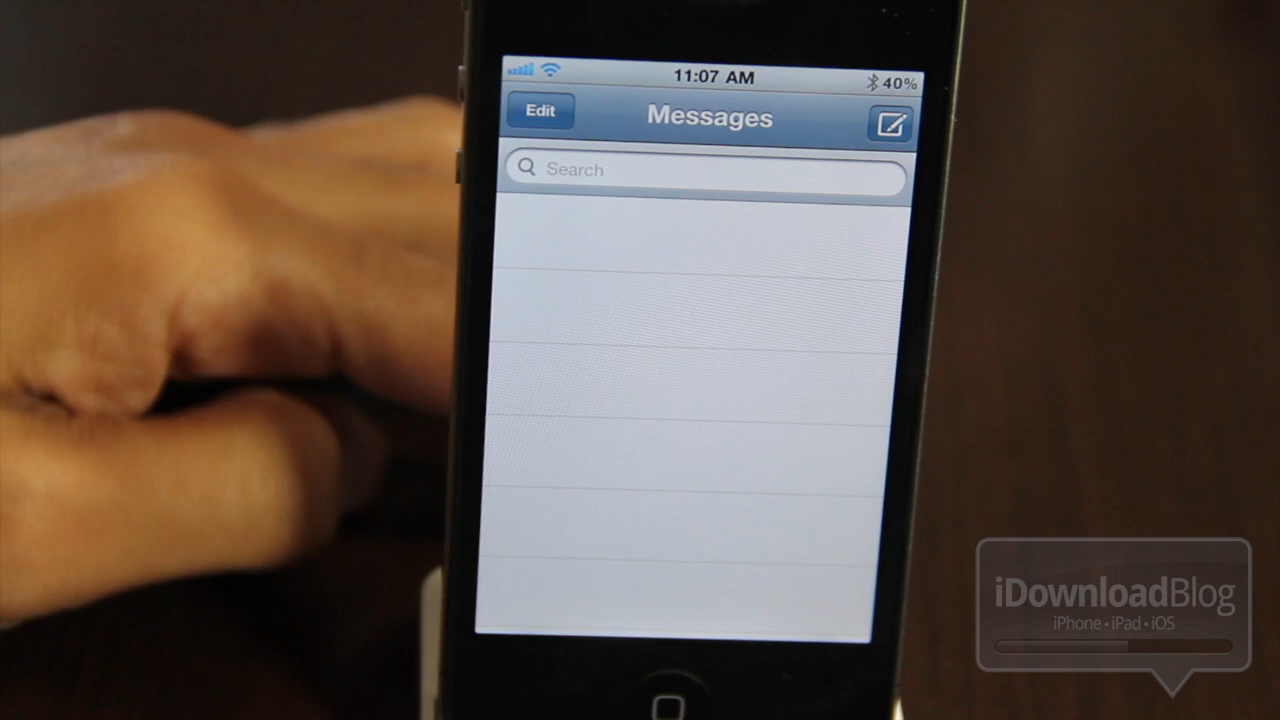 11:07 AM
40%
Edit
Messages
Search
iDownloadBlog
iPhone • iPad • iOS